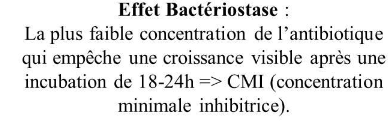 Effet Bactériostase :
La plus faible concentration de l'antibiotique
qui empêche une croissance visible après une
incubation de 18-24h => CMI (concentration
minimale inhibitrice).